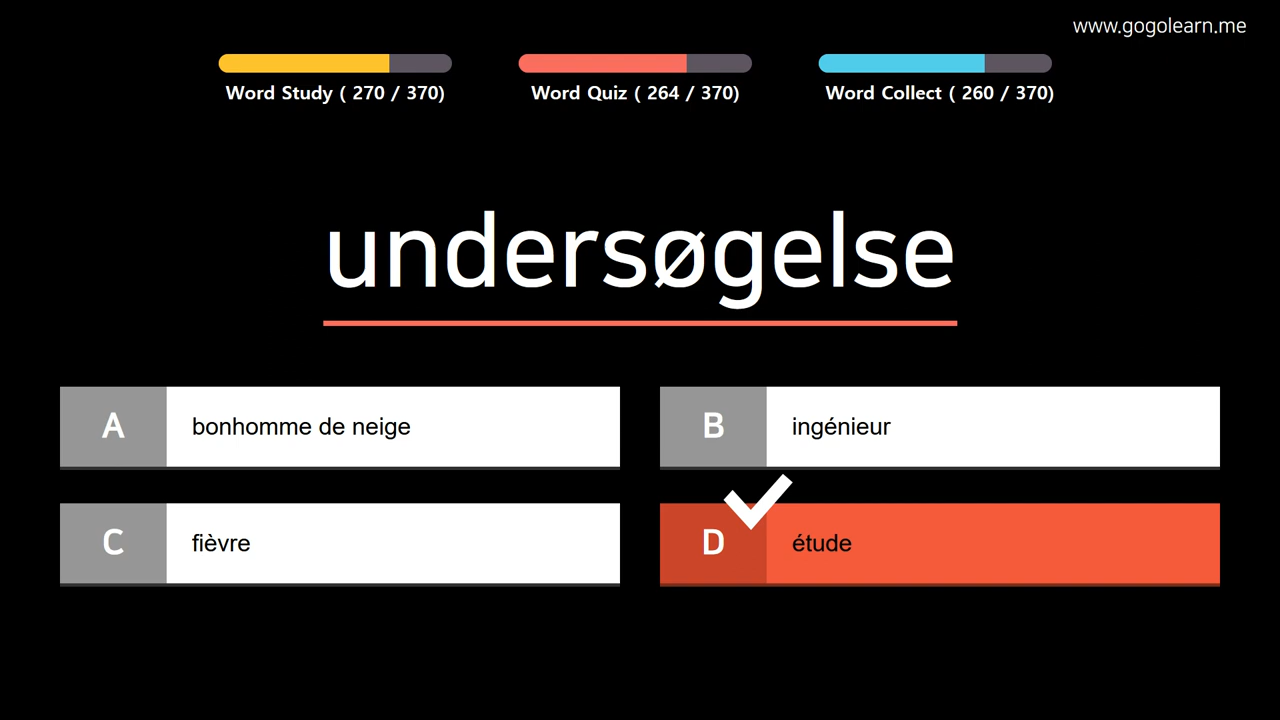 www.gogolearn.me
Word Study ( 270 / 370)
Word Quiz ( 264 / 370)
Word Collect ( 260 / 370)
undersøgelse
A bonhomme de neige
B ingénieur
C fièvre
D étude